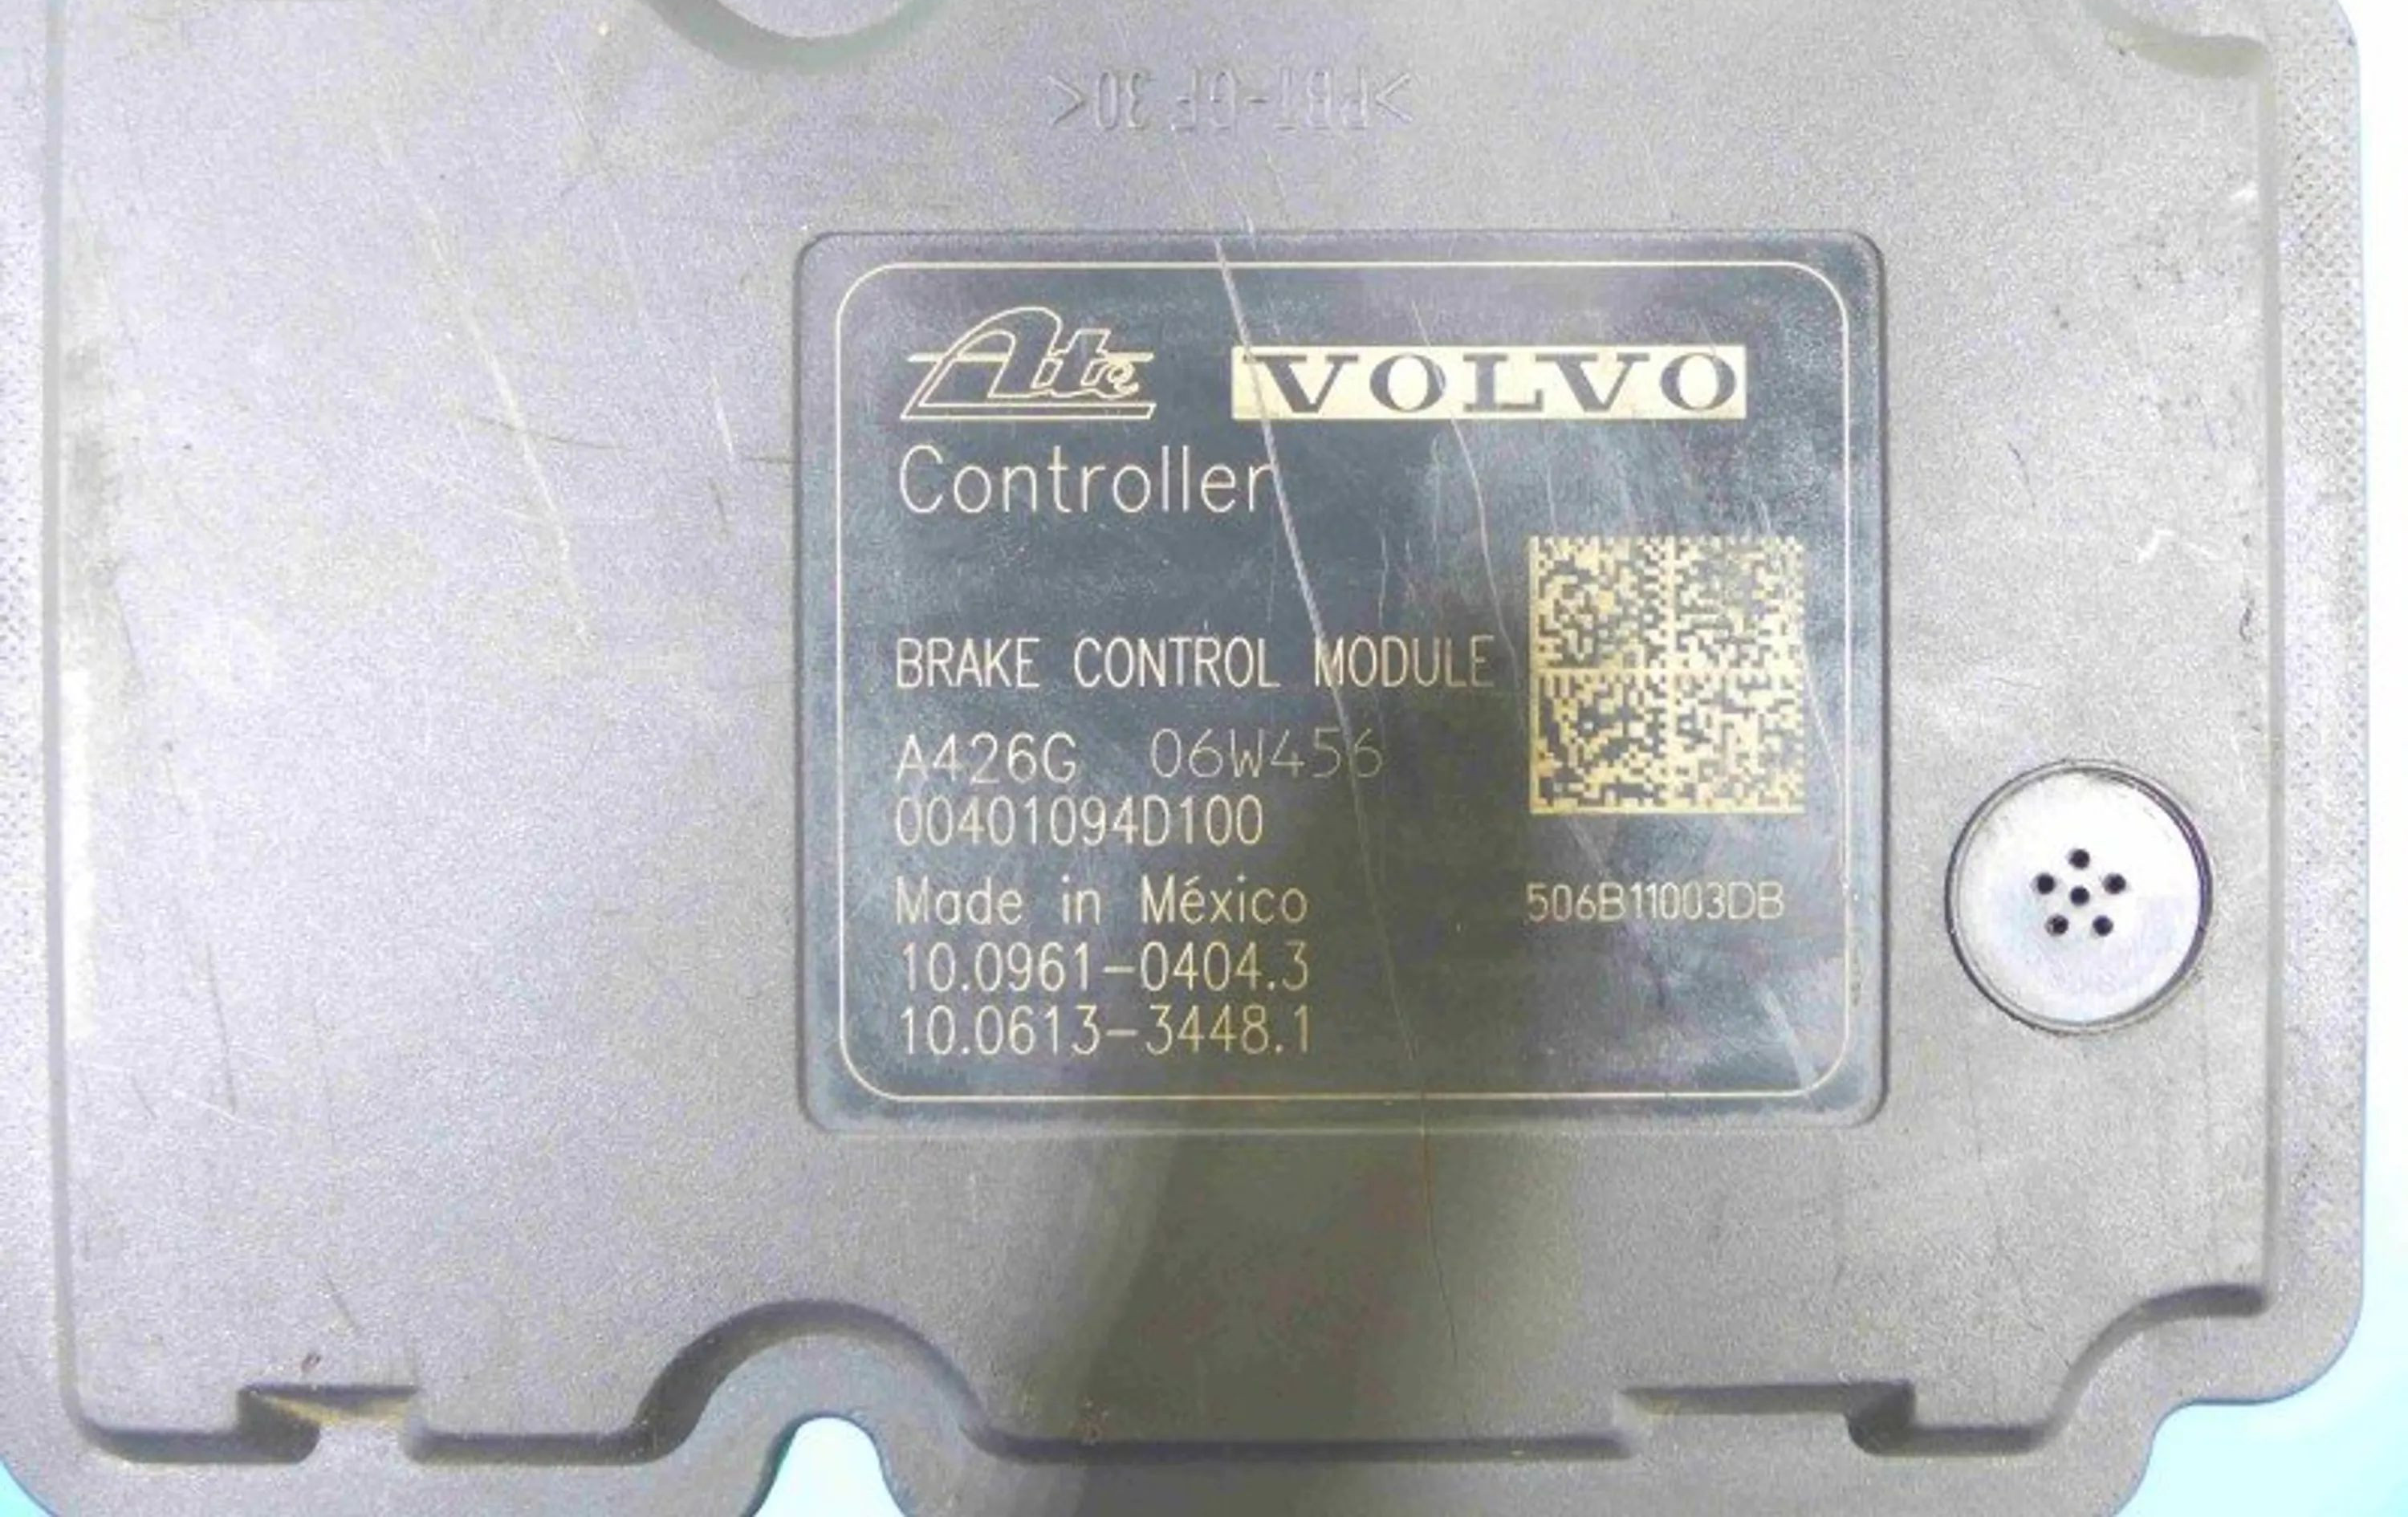 >PBT-GF 30<
Ate VOLVO
Controller
BRAKE CONTROL MODULE
A426G 06W456
00401094D100
Made in México
506B11003DB
10.0961-0404.3
10.0613-3448.1